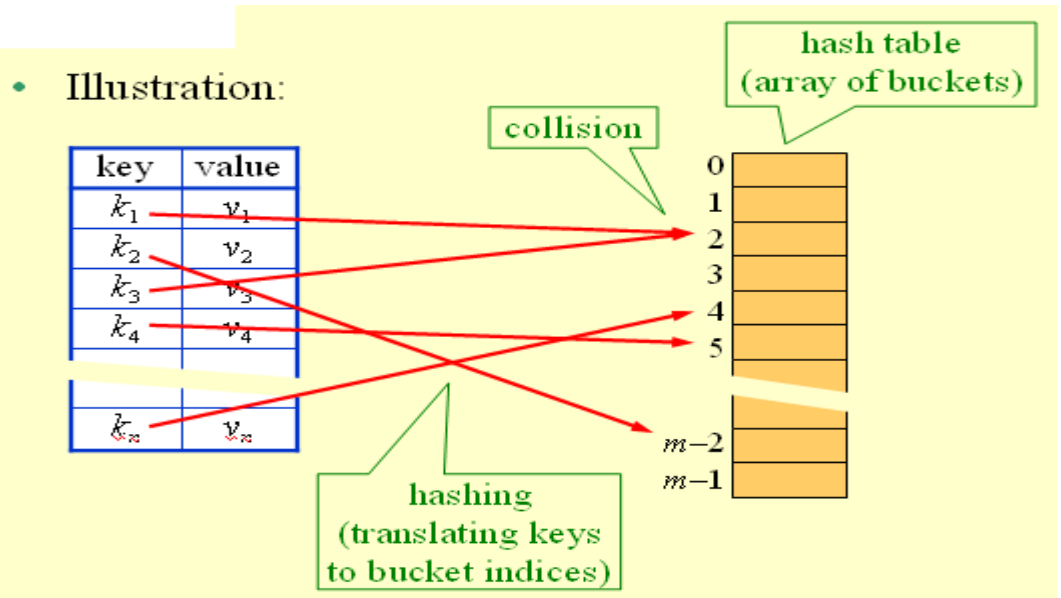 • Illustration:
key value
k₁ v₁
k₂ v₂
k₃ v₃
k₄ v₄
kₙ vₙ
collision
hash table
(array of buckets)
0
1
2
3
4
5
m–2
m–1
hashing
(translating keys
to bucket indices)